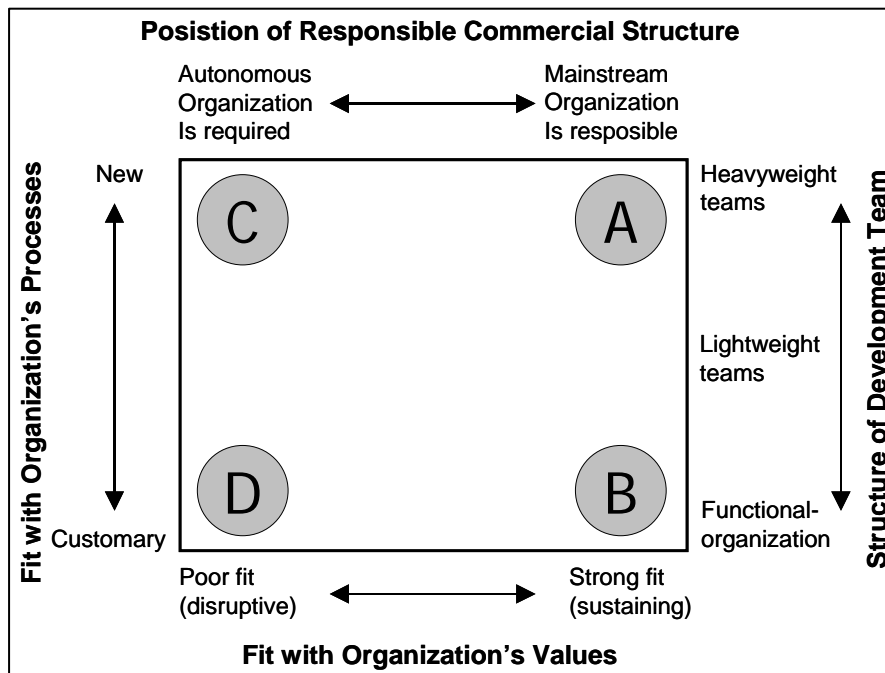 Posistion of Responsible Commercial Structure
Autonomous
Organization
Is required
Mainstream
Organization
Is resposible
Fit with Organization's Processes
New
Customary
C
A
D
B
Heavyweight
teams
Lightweight
teams
Functional-
organization
Structure of Development Team
Poor fit
(disruptive)
Strong fit
(sustaining)
Fit with Organization's Values